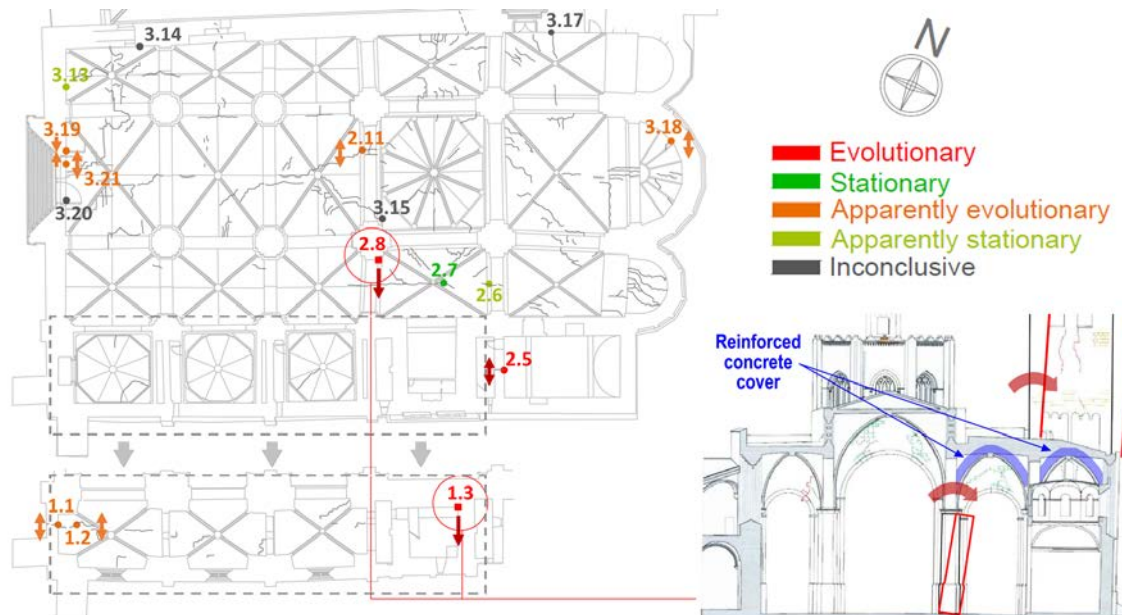 3.14
3.17
3.13
3.19
2.11
3.18
3.21
3.20
3.15
2.8
2.7
2.6
2.5
1.1
1.2
1.3
N
Evolutionary
Stationary
Apparently evolutionary
Apparently stationary
Inconclusive
Reinforced
concrete
cover